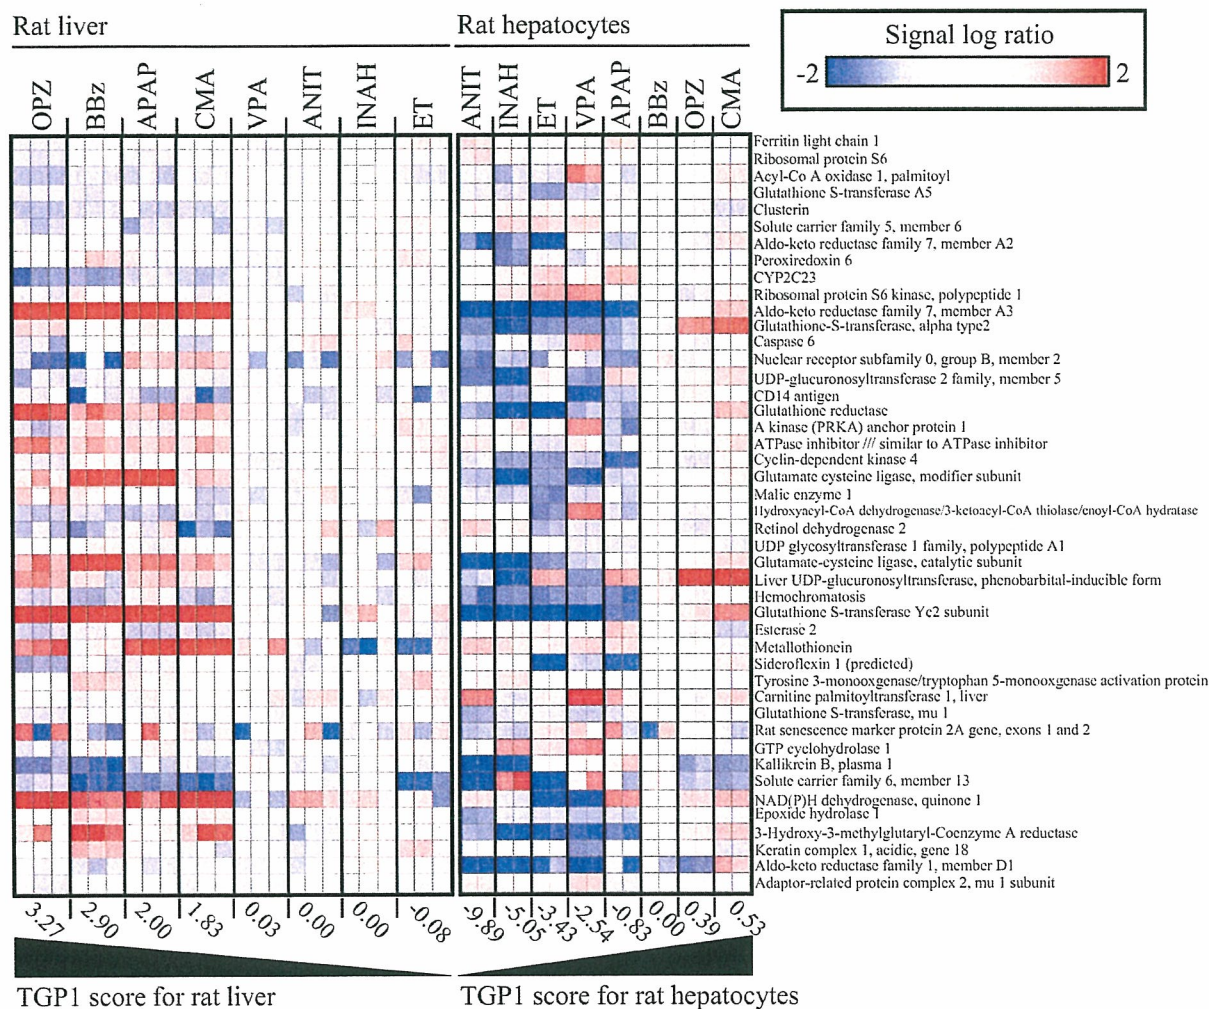 Rat liver
Rat hepatocytes
Signal log ratio
-2 2
OPZ BBz APAP CMA VPA ANIT INAH ET
ANIT INAH ET VPA APAP BBz OPZ CMA
Ferritin light chain 1
Ribosomal protein S6
Acyl-Co A oxidase 1, palmitoyl
Glutathione S-transferase A5
Clusterin
Solute carrier family 5, member 6
Aldo-keto reductase family 7, member A2
Peroxiredoxin 6
CYP2C23
Ribosomal protein S6 kinase, polypeptide 1
Aldo-keto reductase family 7, member A3
Glutathione-S-transferase, alpha type2
Caspase 6
Nuclear receptor subfamily 0, group B, member 2
UDP-glucuronosyltransferase 2 family, member 5
CD14 antigen
Glutathione reductase
A kinase (PRKA) anchor protein 1
ATPase inhibitor /// similar to ATPase inhibitor
Cyclin-dependent kinase 4
Glutamate cysteine ligase, modifier subunit
Malic enzyme 1
Hydroxyacyl-CoA dehydrogenase/3-ketoacyl-CoA thiolase/enoyl-CoA hydratase
Retinol dehydrogenase 2
UDP glycosyltransferase 1 family, polypeptide A1
Glutamate-cysteine ligase, catalytic subunit
Liver UDP-glucuronosyltransferase, phenobarbital-inducible form
Hemochromatosis
Glutathione S-transferase Yc2 subunit
Esterase 2
Metallothionein
Sideroflexin 1 (predicted)
Tyrosine 3-monooxgenase/tryptophan 5-monooxgenase activation protein
Carnitine palmitoyltransferase 1, liver
Glutathione S-transferase, mu 1
Rat senescence marker protein 2A gene, exons 1 and 2
GTP cyclohydrolase 1
Kallikrein B, plasma 1
Solute carrier family 6, member 13
NAD(P)H dehydrogenase, quinone 1
Epoxide hydrolase 1
3-Hydroxy-3-methylglutaryl-Coenzyme A reductase
Keratin complex 1, acidic, gene 18
Aldo-keto reductase family 1, member D1
Adaptor-related protein complex 2, mu 1 subunit
3.27 2.90 2.00 1.83 0.03 0.00 0.00 -0.08
-9.89 -5.05 -3.43 -2.54 -0.83 0.00 0.39 0.53
TGP1 score for rat liver
TGP1 score for rat hepatocytes